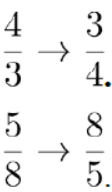 4/3 → 3/4.
5/8 → 8/5.